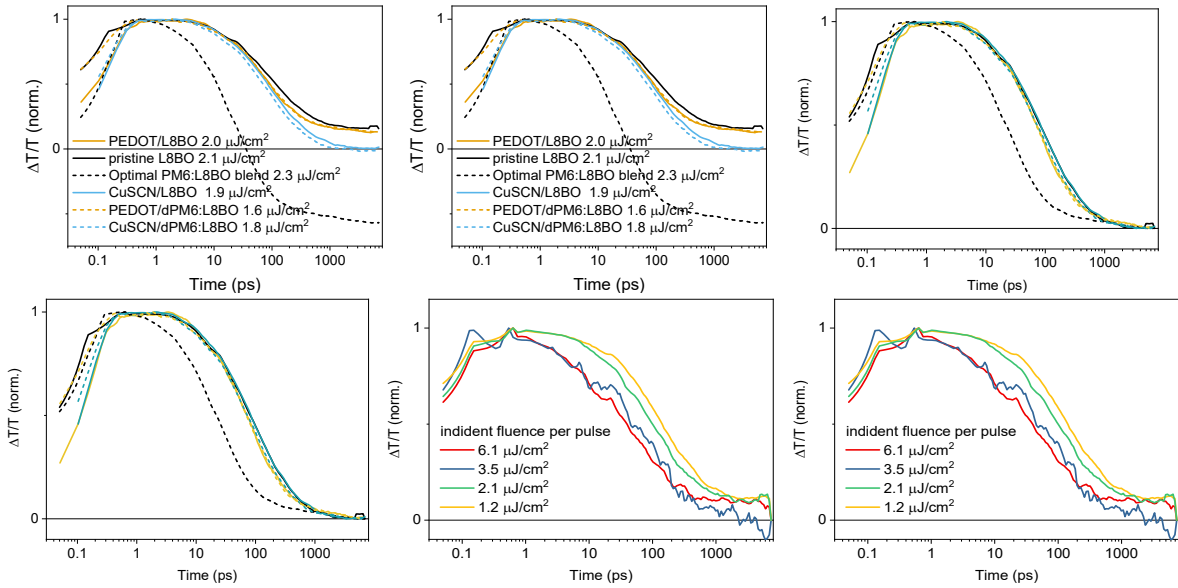 1
0
ΔT/T (norm.)
PEDOT/L8BO 2.0 μJ/cm²
pristine L8BO 2.1 μJ/cm²
Optimal PM6:L8BO blend 2.3 μJ/cm²
CuSCN/L8BO  1.9 μJ/cm²
PEDOT/dPM6:L8BO 1.6 μJ/cm²
CuSCN/dPM6:L8BO 1.8 μJ/cm²
0.1 1 10 100 1000
Time (ps)
1
0
ΔT/T (norm.)
PEDOT/L8BO 2.0 μJ/cm²
pristine L8BO 2.1 μJ/cm²
Optimal PM6:L8BO blend 2.3 μJ/cm²
CuSCN/L8BO  1.9 μJ/cm²
PEDOT/dPM6:L8BO 1.6 μJ/cm²
CuSCN/dPM6:L8BO 1.8 μJ/cm²
0.1 1 10 100 1000
Time (ps)
1
0
ΔT/T (norm.)
0.1 1 10 100 1000
Time (ps)
1
0
ΔT/T (norm.)
0.1 1 10 100 1000
Time (ps)
1
0
ΔT/T (norm.)
indident fluence per pulse
6.1 μJ/cm²
3.5 μJ/cm²
2.1 μJ/cm²
1.2 μJ/cm²
0.1 1 10 100 1000
Time (ps)
1
0
ΔT/T (norm.)
indident fluence per pulse
6.1 μJ/cm²
3.5 μJ/cm²
2.1 μJ/cm²
1.2 μJ/cm²
0.1 1 10 100 1000
Time (ps)